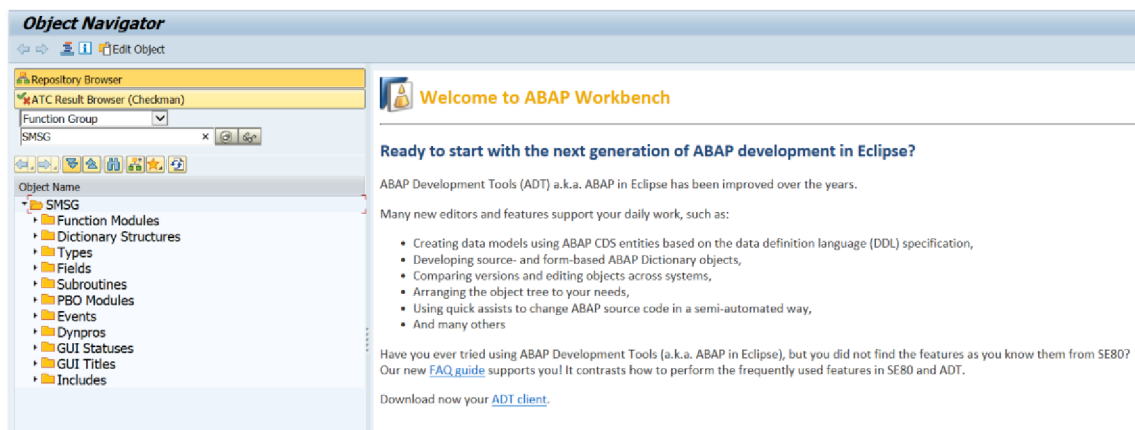 Object Navigator
Edit Object
Repository Browser
ATC Result Browser (Checkman)
Function Group
SMSG
Object Name
SMSG
Function Modules
Dictionary Structures
Types
Fields
Subroutines
PBO Modules
Events
Dynpros
GUI Statuses
GUI Titles
Includes
Welcome to ABAP Workbench
Ready to start with the next generation of ABAP development in Eclipse?
ABAP Development Tools (ADT) a.k.a. ABAP in Eclipse has been improved over the years.
Many new editors and features support your daily work, such as:
• Creating data models using ABAP CDS entities based on the data definition language (DDL) specification,
• Developing source- and form-based ABAP Dictionary objects,
• Comparing versions and editing objects across systems,
• Arranging the object tree to your needs,
• Using quick assists to change ABAP source code in a semi-automated way,
• And many others
Have you ever tried using ABAP Development Tools (a.k.a. ABAP in Eclipse), but you did not find the features as you know them from SE80?
Our new FAQ guide supports you! It contrasts how to perform the frequently used features in SE80 and ADT.
Download now your ADT client.